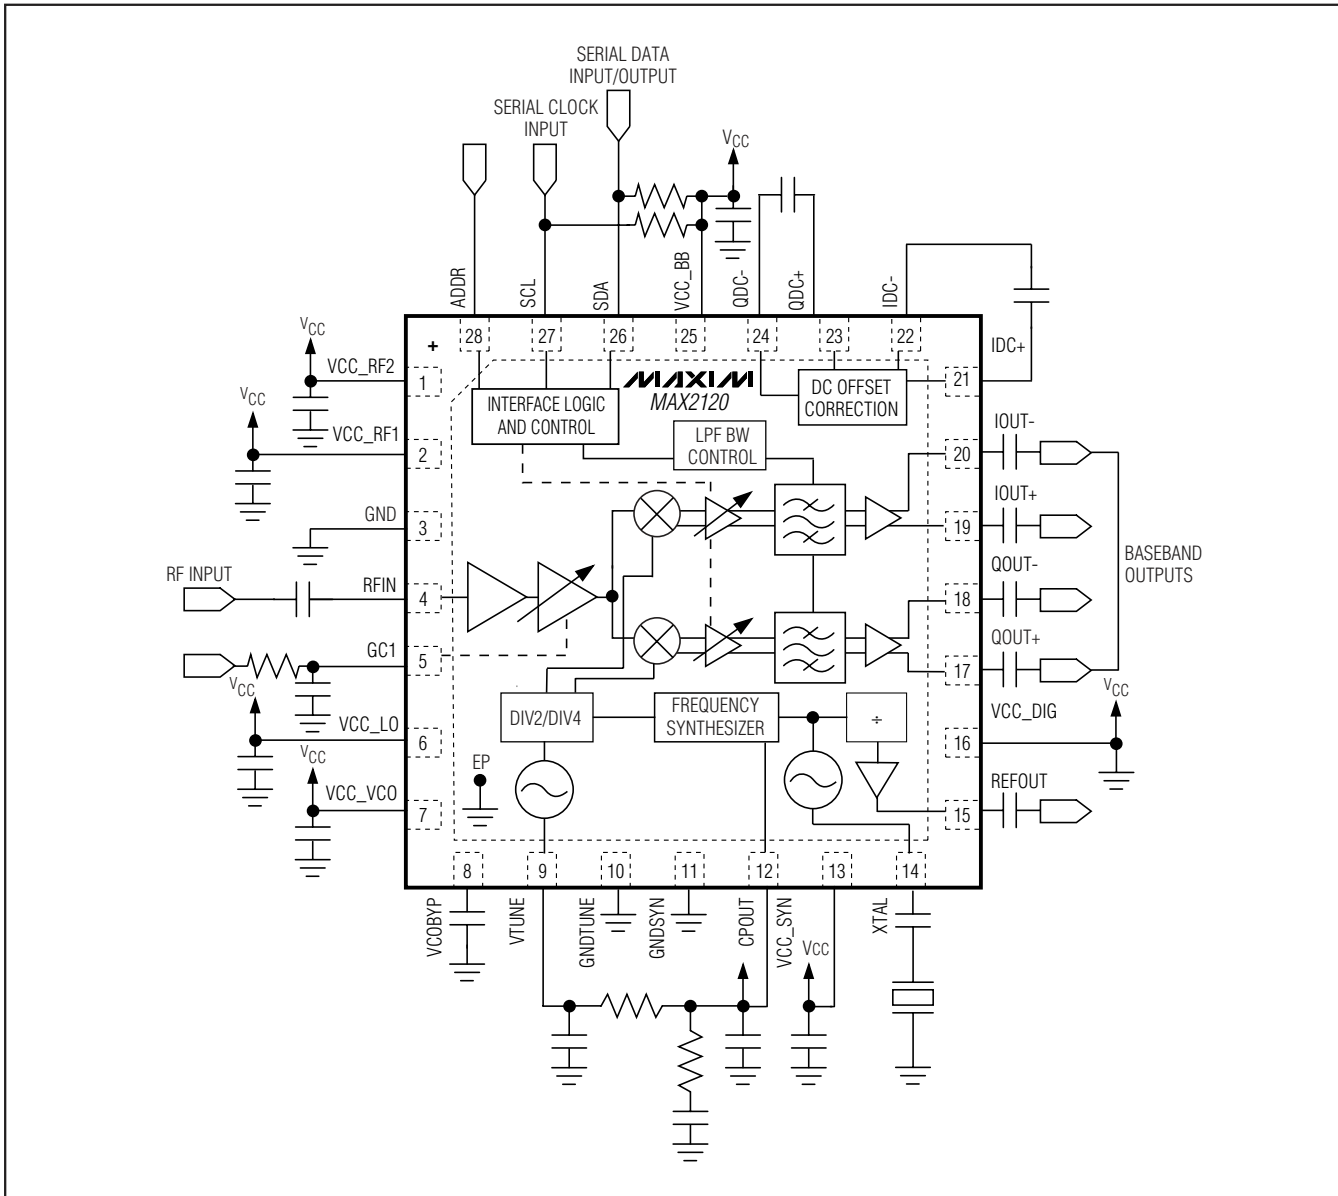 SERIAL DATA
INPUT/OUTPUT
SERIAL CLOCK
INPUT
VCC
ADDR
SCL
SDA
VCC_BB
QDC-
QDC+
IDC-
IDC+
28
27
26
25
24
23
22
+
VCC
VCC_RF2
1
VCC
VCC_RF1
2
GND
3
RF INPUT
RFIN
4
GC1
5
VCC
VCC_LO
6
VCC
VCC_VCO
7
MAXIM
MAX2120
INTERFACE LOGIC
AND CONTROL
DC OFFSET
CORRECTION
LPF BW
CONTROL
DIV2/DIV4
FREQUENCY
SYNTHESIZER
÷
EP
21
IOUT-
20
IOUT+
19
QOUT-
18
QOUT+
17
BASEBAND
OUTPUTS
VCC
VCC_DIG
16
REFOUT
15
8
9
10
11
12
13
14
VCOBYP
VTUNE
GNDTUNE
GNDSYN
CPOUT
VCC_SYN
VCC
XTAL